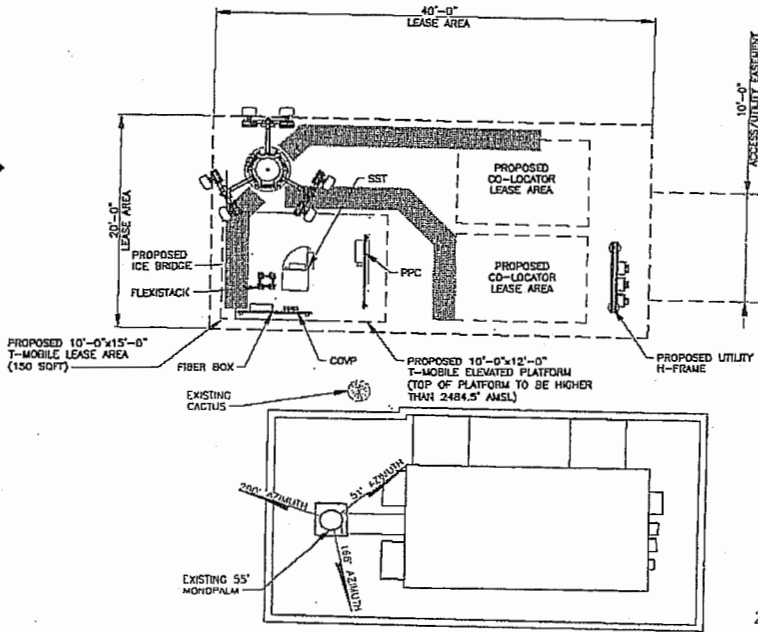 40'-0"
LEASE AREA
10'-0"
ACCESS/UTILITY EASEMENT
20'-0"
LEASE AREA
SST
PROPOSED
CO-LOCATOR
LEASE AREA
PROPOSED
ICE BRIDGE
FLEXISTACK
PPC
PROPOSED
CO-LOCATOR
LEASE AREA
PROPOSED 10'-0"x15'-0"
T-MOBILE LEASE AREA
(150 SQFT)
FIBER BOX
COVP
PROPOSED 10'-0"x12'-0"
T-MOBILE ELEVATED PLATFORM
(TOP OF PLATFORM TO BE HIGHER
THAN 2484.5' AMSL)
PROPOSED UTILITY
H-FRAME
EXISTING
CACTUS
AZIMUTH
51° AZIMUTH
AZIMUTH
EXISTING 55'
MONOPALM
2